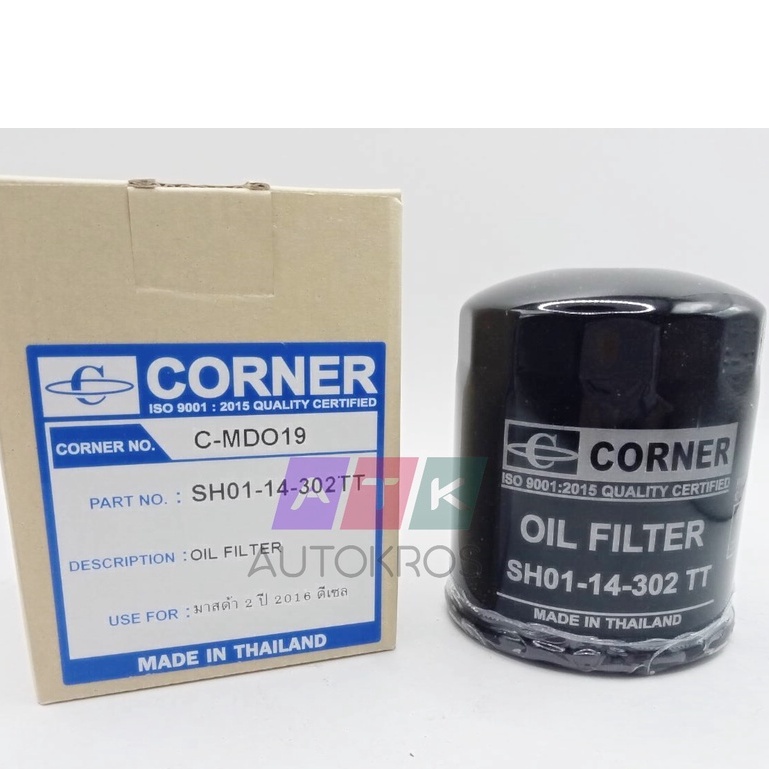 C CORNER
ISO 9001 : 2015 QUALITY CERTIFIED
CORNER NO. C-MDO19
PART NO. : SH01-14-302TT
DESCRIPTION : OIL FILTER
USE FOR : มาสด้า 2 ปี 2016 ดีเซล
MADE IN THAILAND
ATK
AUTOKROS
C CORNER
ISO 9001:2015 QUALITY CERTIFIED
OIL FILTER
SH01-14-302 TT
MADE IN THAILAND